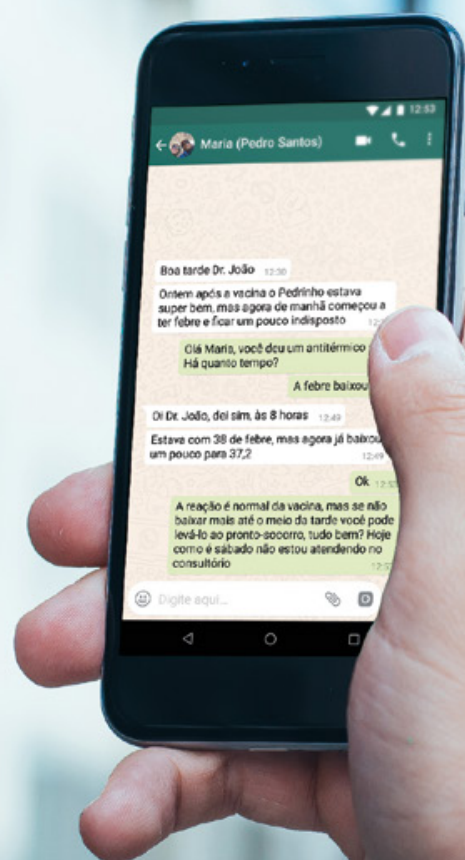 12:53
Maria (Pedro Santos)
Boa tarde Dr. João 12:30
Ontem após a vacina o Pedrinho estava
super bem, mas agora de manhã começou a
ter febre e ficar um pouco indisposto
Olá Maria, você deu um antitérmico
Há quanto tempo?
A febre baixou
Oi Dr. João, dei sim, às 8 horas 12:49
Estava com 38 de febre, mas agora já baixou
um pouco para 37,2 12:49
Ok
A reação é normal da vacina, mas se não
baixar mais até o meio da tarde você pode
levá-lo ao pronto-socorro, tudo bem? Hoje
como é sábado não estou atendendo no
consultório
Digite aqui...